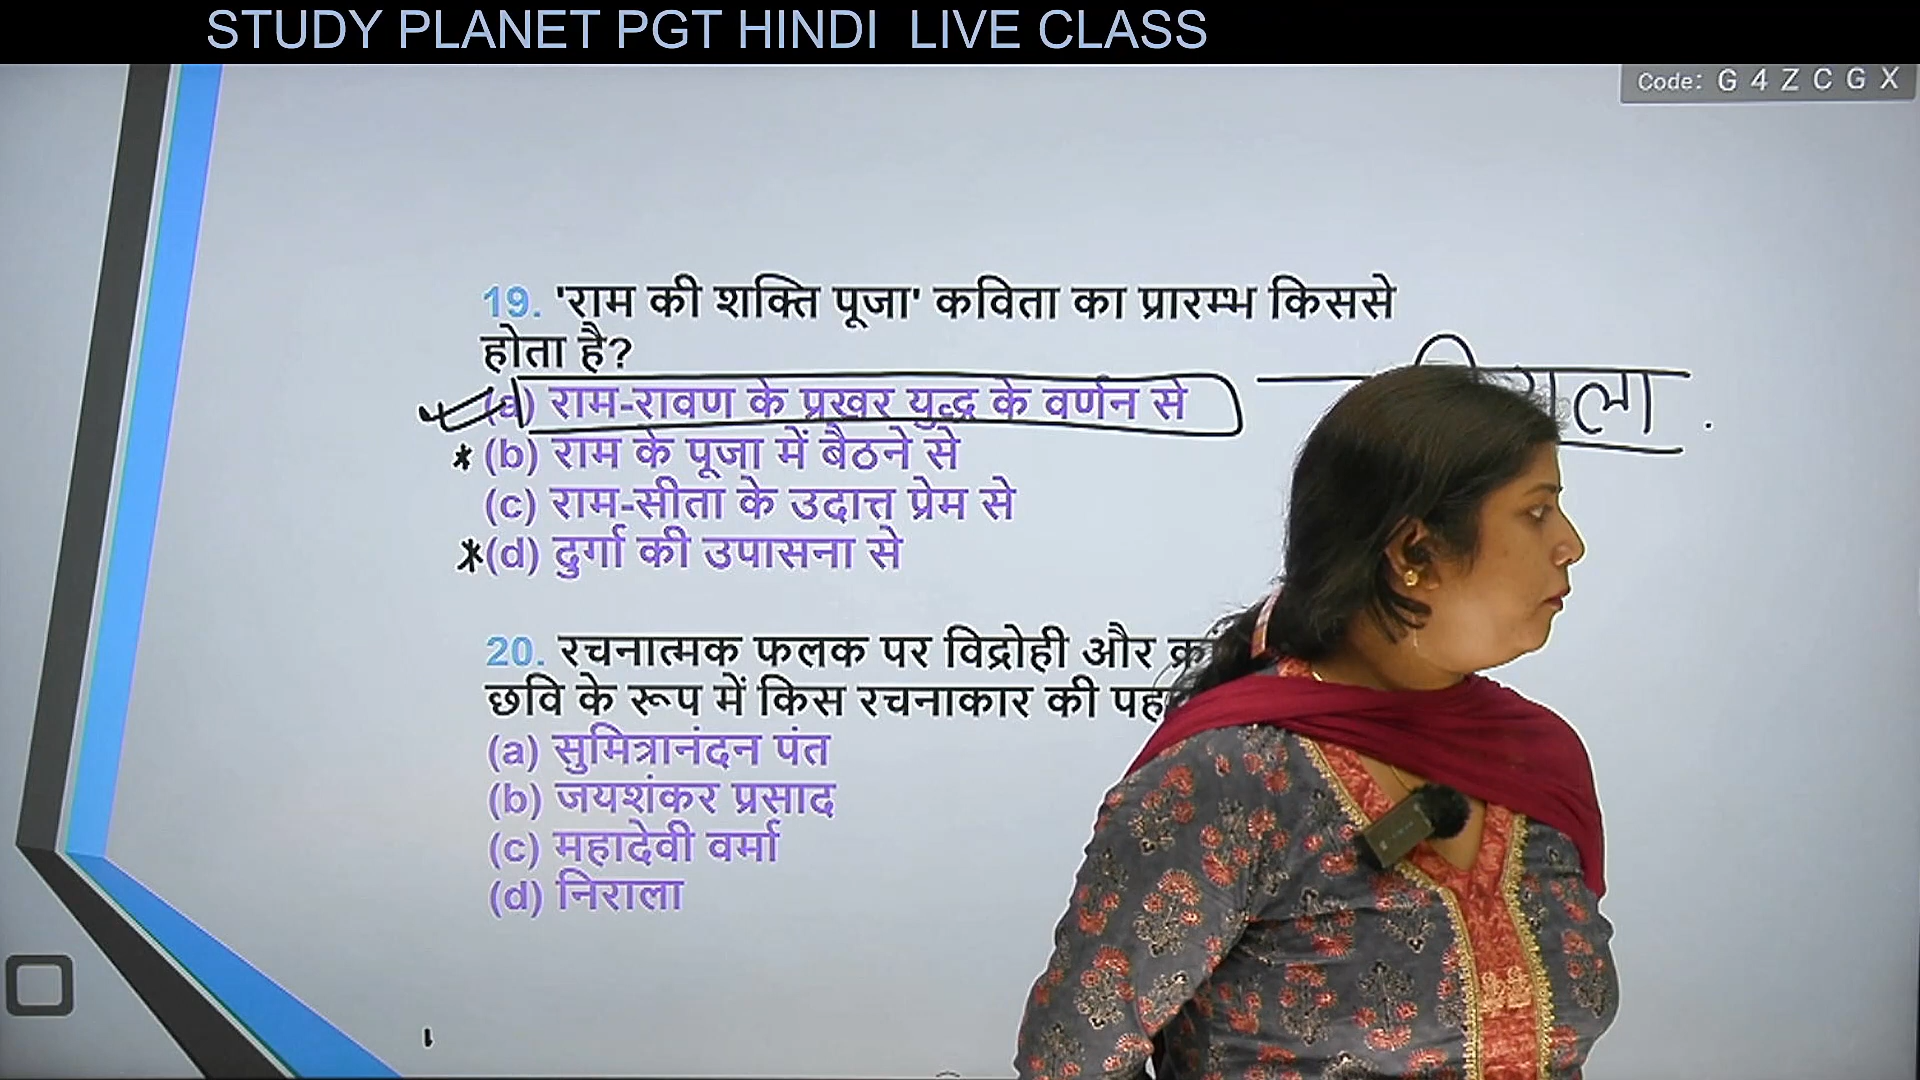 STUDY PLANET PGT HINDI LIVE CLASS
Code: G 4 Z C G X
19. 'राम की शक्ति पूजा' कविता का प्रारम्भ किससे
होता है?
(a) राम-रावण के प्रखर युद्ध के वर्णन से
(b) राम के पूजा में बैठने से
(c) राम-सीता के उदात्त प्रेम से
(d) दुर्गा की उपासना से
20. रचनात्मक फलक पर विद्रोही और
छवि के रूप में किस रचनाकार की
(a) सुमित्रानंदन पंत
(b) जयशंकर प्रसाद
(c) महादेवी वर्मा
(d) निराला